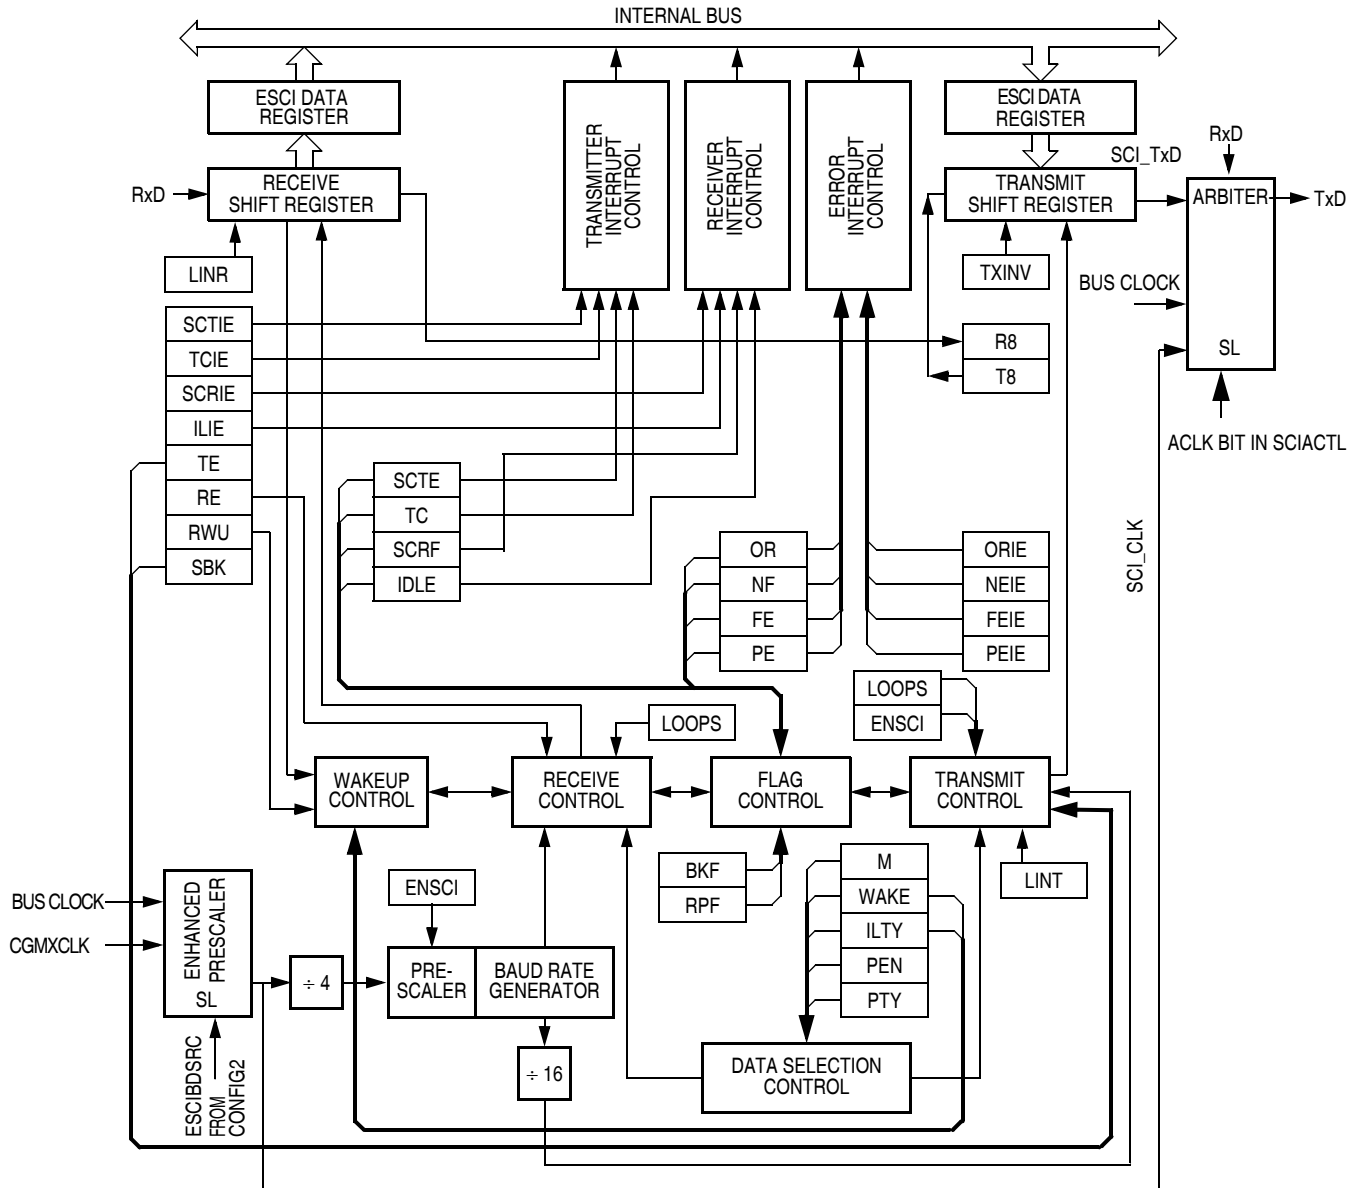 INTERNAL BUS
ESCI DATA
REGISTER
TRANSMITTER
INTERRUPT
CONTROL
RECEIVER
INTERRUPT
CONTROL
ERROR
INTERRUPT
CONTROL
ESCI DATA
REGISTER
RxD
SCI_TxD
RxD
RECEIVE
SHIFT REGISTER
TRANSMIT
SHIFT REGISTER
ARBITER
TxD
LINR
TXINV
BUS CLOCK
SCTIE
TCIE
SCRIE
ILIE
TE
RE
RWU
SBK
R8
T8
SL
ACLK BIT IN SCIACTL
SCTE
TC
SCRF
IDLE
OR
NF
FE
PE
ORIE
NEIE
FEIE
PEIE
SCI_CLK
LOOPS
LOOPS
ENSCI
WAKEUP
CONTROL
RECEIVE
CONTROL
FLAG
CONTROL
TRANSMIT
CONTROL
BKF
RPF
M
WAKE
ILTY
PEN
PTY
LINT
BUS CLOCK
CGMXCLK
ENHANCED
PRESCALER
SL
ENSCI
÷ 4
PRE-
SCALER
BAUD RATE
GENERATOR
÷ 16
DATA SELECTION
CONTROL
ESCIBDSRC
FROM
CONFIG2